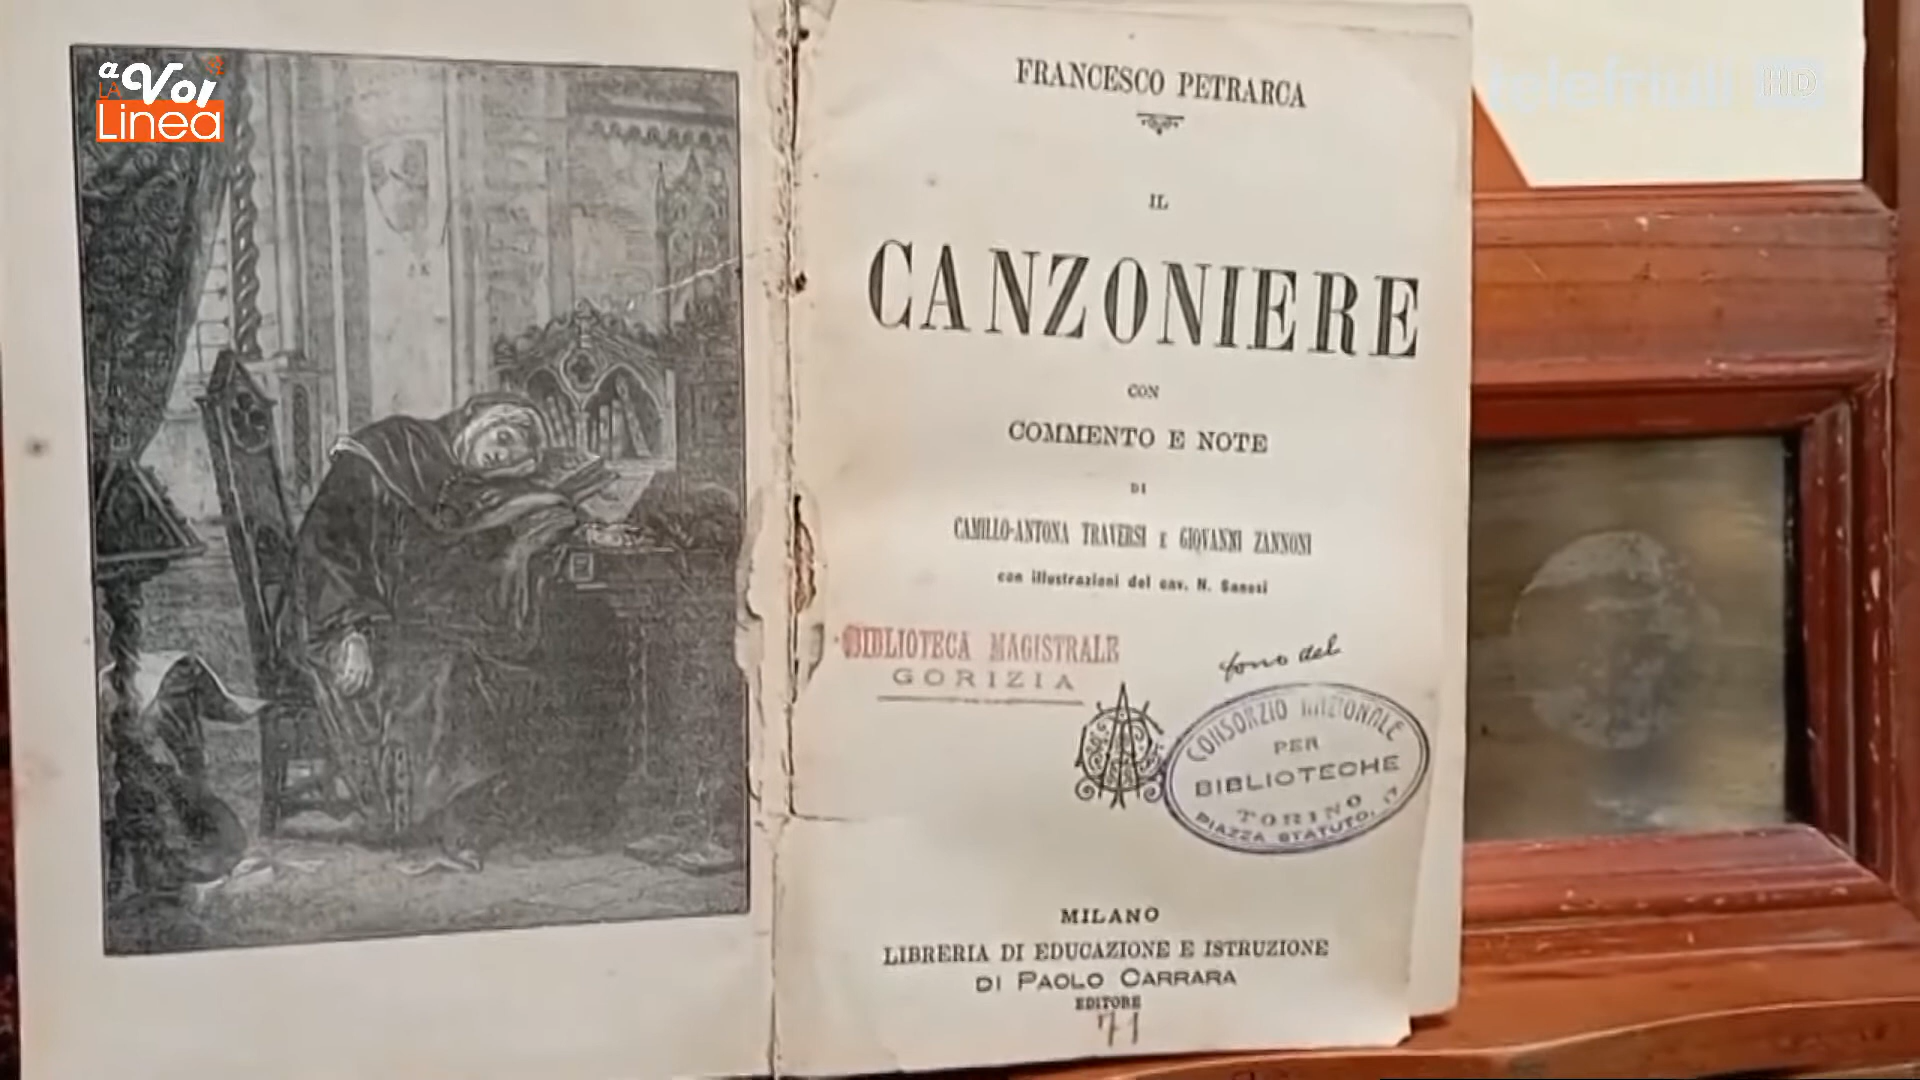 a Voi
LA
Linea
telefriuli HD
FRANCESCO PETRARCA
IL
CANZONIERE
CON
COMMENTO E NOTE
DI
CAMILLO-ANTONA TRAVERSI E GIOVANNI ZANNONI
con illustrazioni del cav. N. Sanesi
BIBLIOTECA MAGISTRALE
GORIZIA
dono del
CONSORZIO NAZIONALE
PER
BIBLIOTECHE
TORINO
PIAZZA STATUTO, 17
MILANO
LIBRERIA DI EDUCAZIONE E ISTRUZIONE
DI PAOLO CARRARA
EDITORE
71